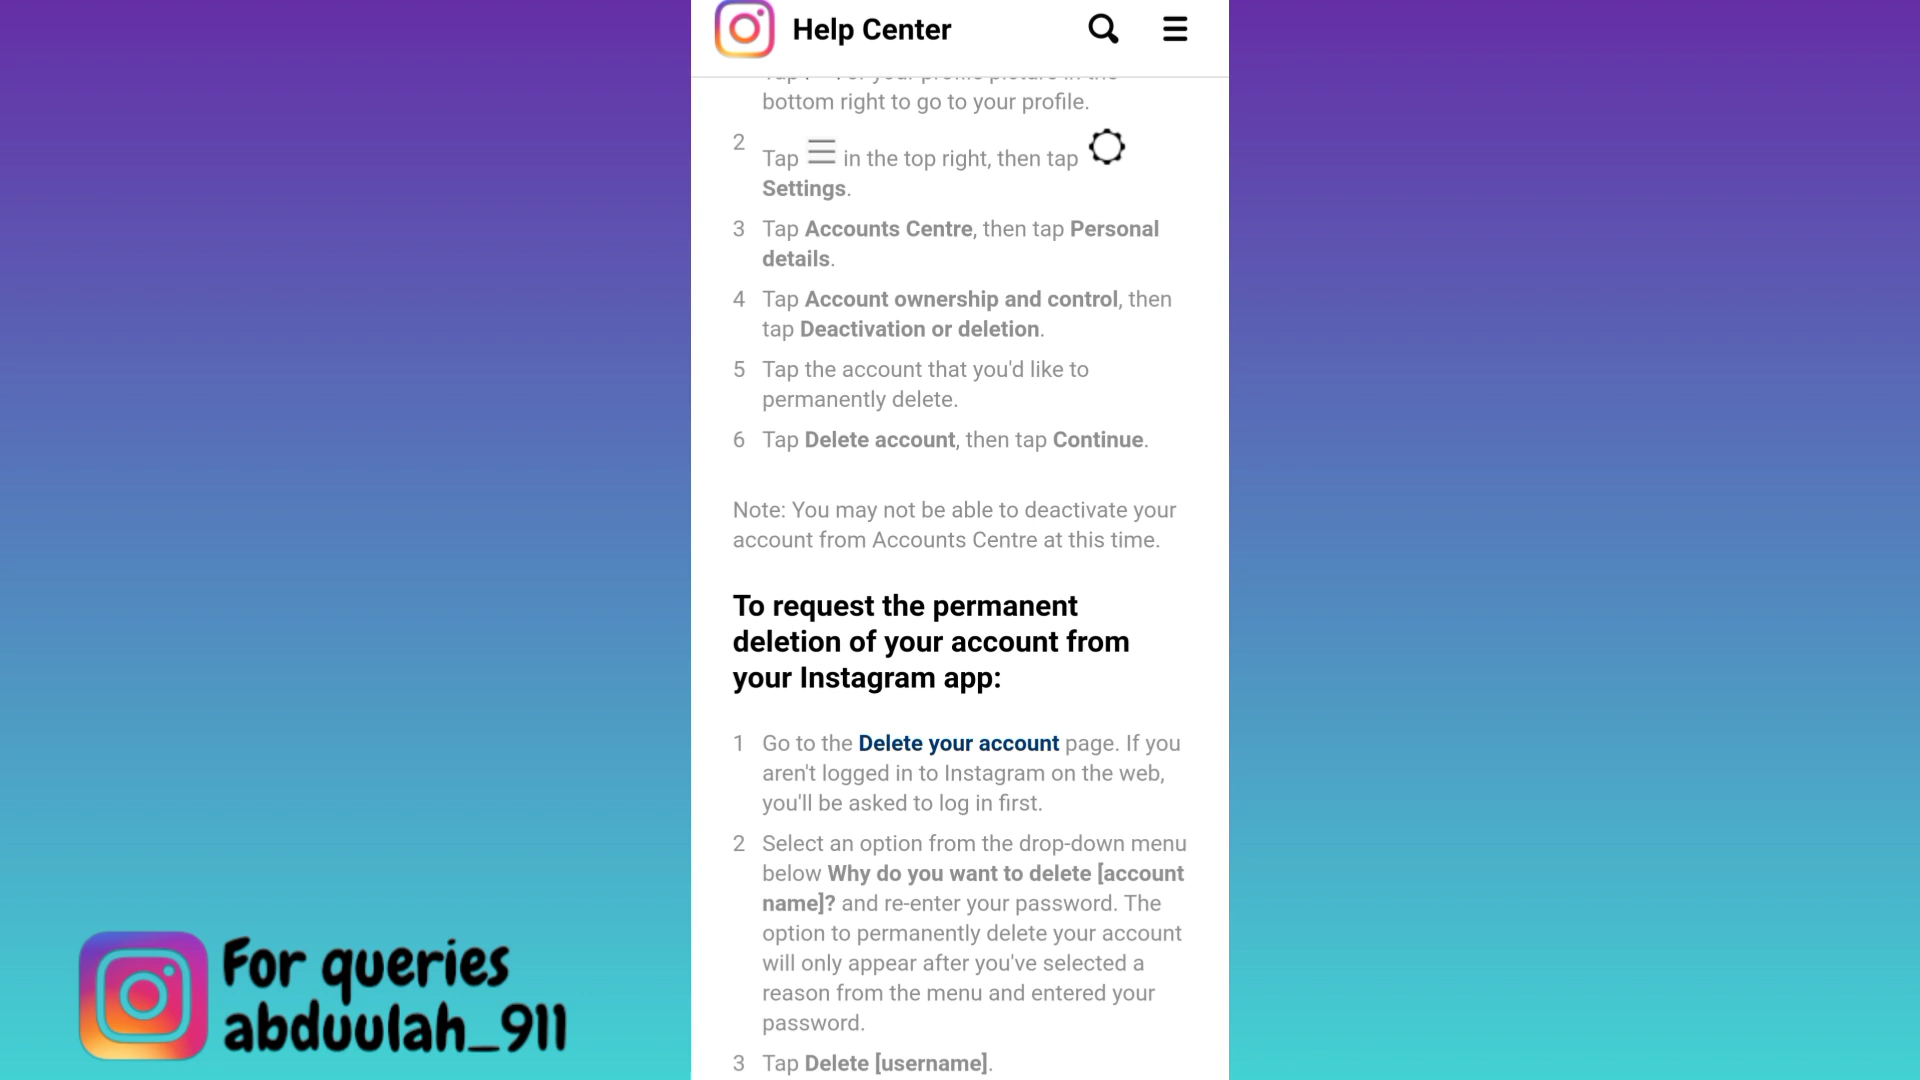 Help Center
bottom right to go to your profile.
2 Tap in the top right, then tap
Settings.
3 Tap Accounts Centre, then tap Personal
details.
4 Tap Account ownership and control, then
tap Deactivation or deletion.
5 Tap the account that you'd like to
permanently delete.
6 Tap Delete account, then tap Continue.
Note: You may not be able to deactivate your
account from Accounts Centre at this time.
To request the permanent
deletion of your account from
your Instagram app:
1 Go to the Delete your account page. If you
aren't logged in to Instagram on the web,
you'll be asked to log in first.
2 Select an option from the drop-down menu
below Why do you want to delete [account
name]? and re-enter your password. The
option to permanently delete your account
will only appear after you've selected a
reason from the menu and entered your
password.
3 Tap Delete [username].
For queries
abduulah_911